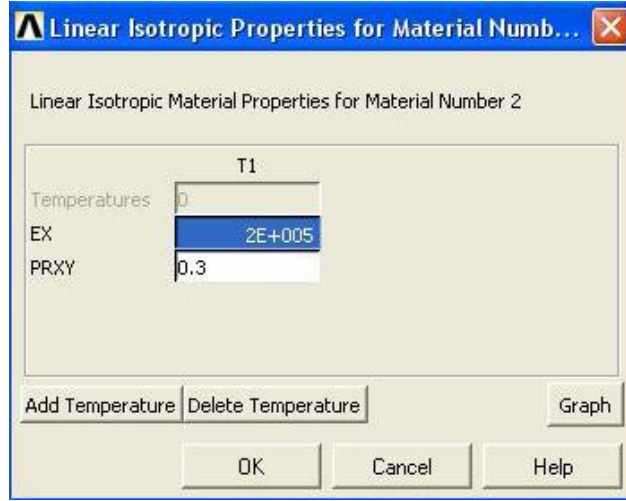 Linear Isotropic Properties for Material Numb...
Linear Isotropic Material Properties for Material Number 2
T1
Temperatures 0
EX 2E+005
PRXY 0.3
Add Temperature Delete Temperature Graph
OK Cancel Help